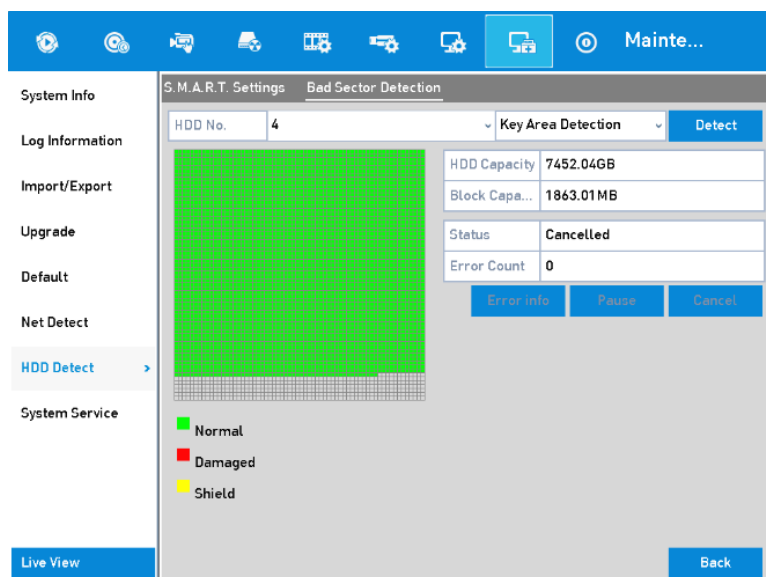 Mainte...
System Info
Log Information
Import/Export
Upgrade
Default
Net Detect
HDD Detect >
System Service
Live View
S.M.A.R.T. Settings Bad Sector Detection
HDD No. 4 Key Area Detection Detect
HDD Capacity 7452.04GB
Block Capa... 1863.01MB
Status Cancelled
Error Count 0
Error info Pause Cancel
Normal
Damaged
Shield
Back